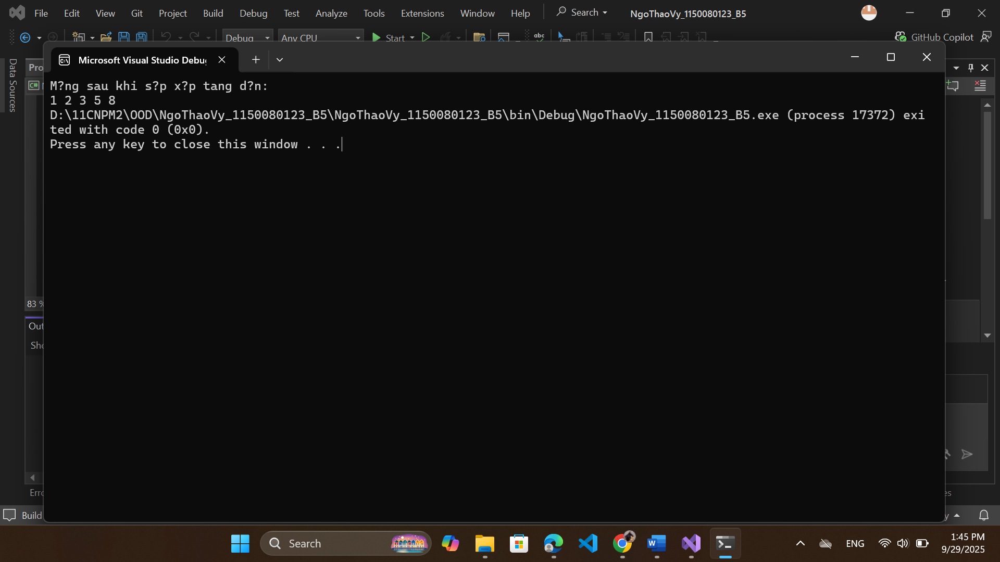 File Edit View Git Project Build Debug Test Analyze Tools Extensions Window Help Search NgoThaoVy_1150080123_B5
Debug Any CPU Start abc GitHub Copilot
Microsoft Visual Studio Debu
Data Sources
Pro
C#
M?ng sau khi s?p x?p tang d?n:
1 2 3 5 8
D:\11CNPM2\OOD\NgoThaoVy_1150080123_B5\NgoThaoVy_1150080123_B5\bin\Debug\NgoThaoVy_1150080123_B5.exe (process 17372) exi
ted with code 0 (0x0).
Press any key to close this window . . .
83 %
Out
Sho
Erro
es
Build
y
Search
ENG
1:45 PM
9/29/2025